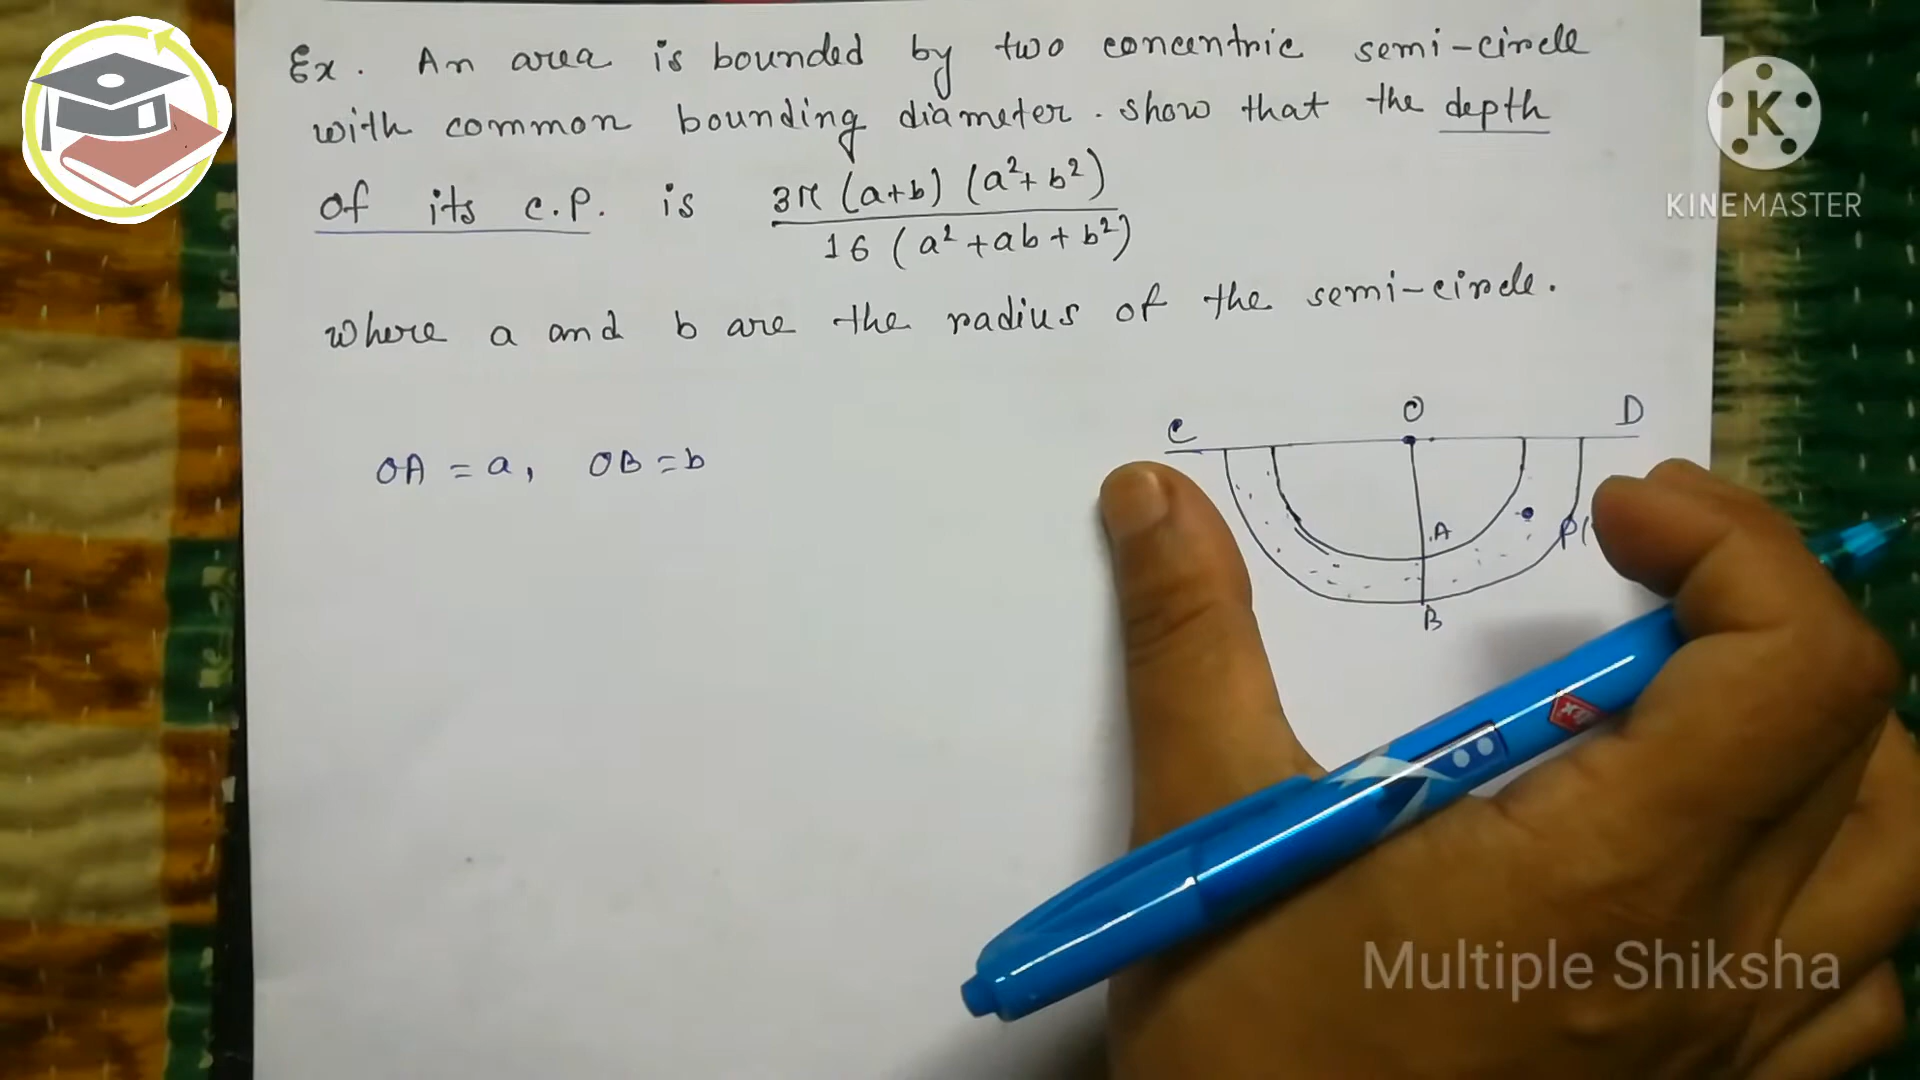 Ex. An area is bounded by two concentric semi-circle
with common bounding diameter. show that the depth
of its c.p. is 3π (a+b) (a²+b²) / 16 (a²+ab+b²)
where a and b are the radius of the semi-circle.
OA = a, OB = b
C O D
A
P(
B
K
KINEMASTER
Multiple Shiksha